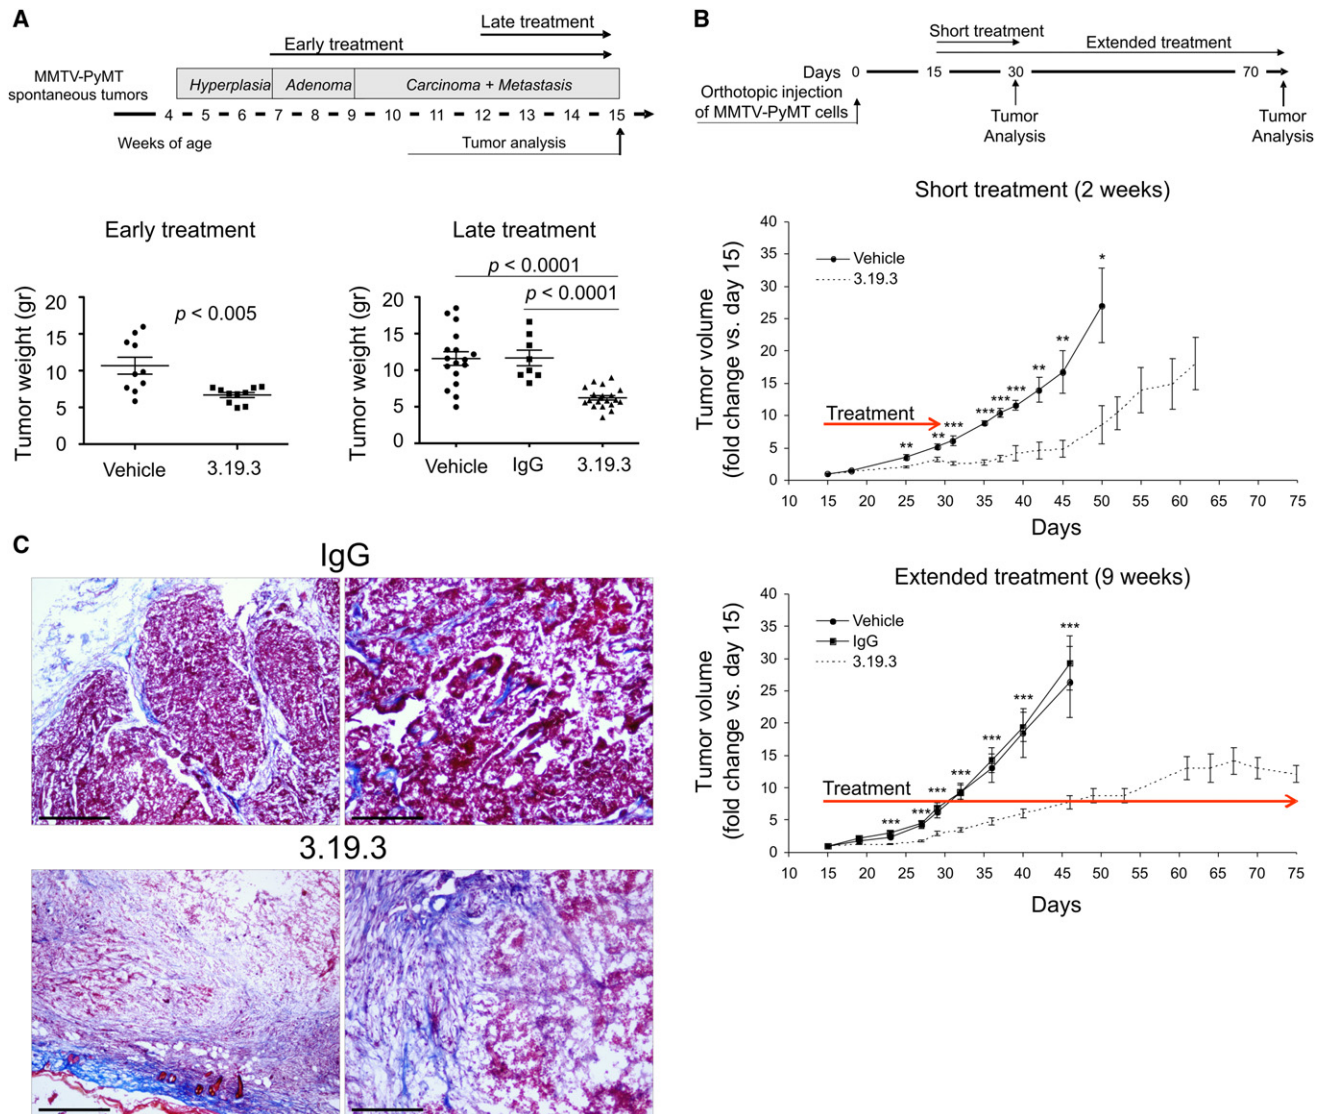 A
Late treatment
Early treatment
MMTV-PyMT
spontaneous tumors
Hyperplasia Adenoma Carcinoma + Metastasis
4 5 6 7 8 9 10 11 12 13 14 15
Weeks of age
Tumor analysis
Early treatment
Tumor weight (gr)
20
15
10
5
0
p < 0.005
Vehicle 3.19.3
Late treatment
p < 0.0001
p < 0.0001
Tumor weight (gr)
20
15
10
5
0
Vehicle IgG 3.19.3
B
Short treatment
Extended treatment
Days 0 15 30 70
Orthotopic injection
of MMTV-PyMT cells
Tumor
Analysis
Tumor
Analysis
Short treatment (2 weeks)
Tumor volume
(fold change vs. day 15)
40
35
30
25
20
15
10
5
0
Vehicle
3.19.3
Treatment
** ** *** *** *** *** ** ** *
10 15 20 25 30 35 40 45 50 55 60 65 70 75
Days
Extended treatment (9 weeks)
Tumor volume
(fold change vs. day 15)
40
35
30
25
20
15
10
5
0
Vehicle
IgG
3.19.3
Treatment
*** *** *** *** *** *** ***
10 15 20 25 30 35 40 45 50 55 60 65 70 75
Days
C
IgG
3.19.3